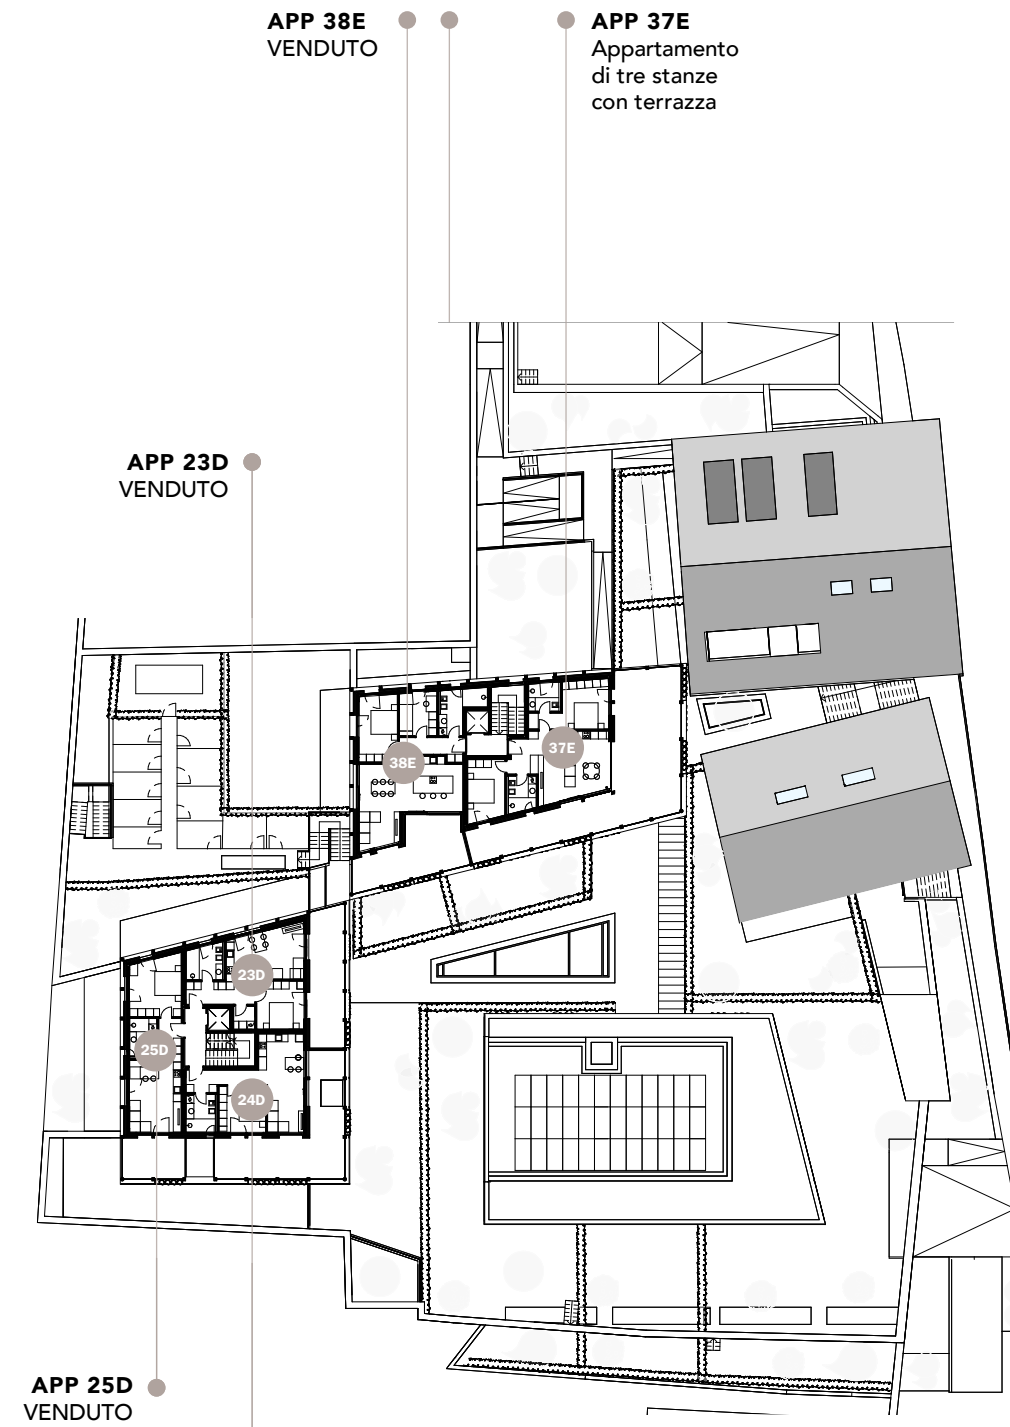 APP 38E
VENDUTO
APP 37E
Appartamento
di tre stanze
con terrazza
APP 23D
VENDUTO
38E
37E
23D
25D
24D
APP 25D
VENDUTO